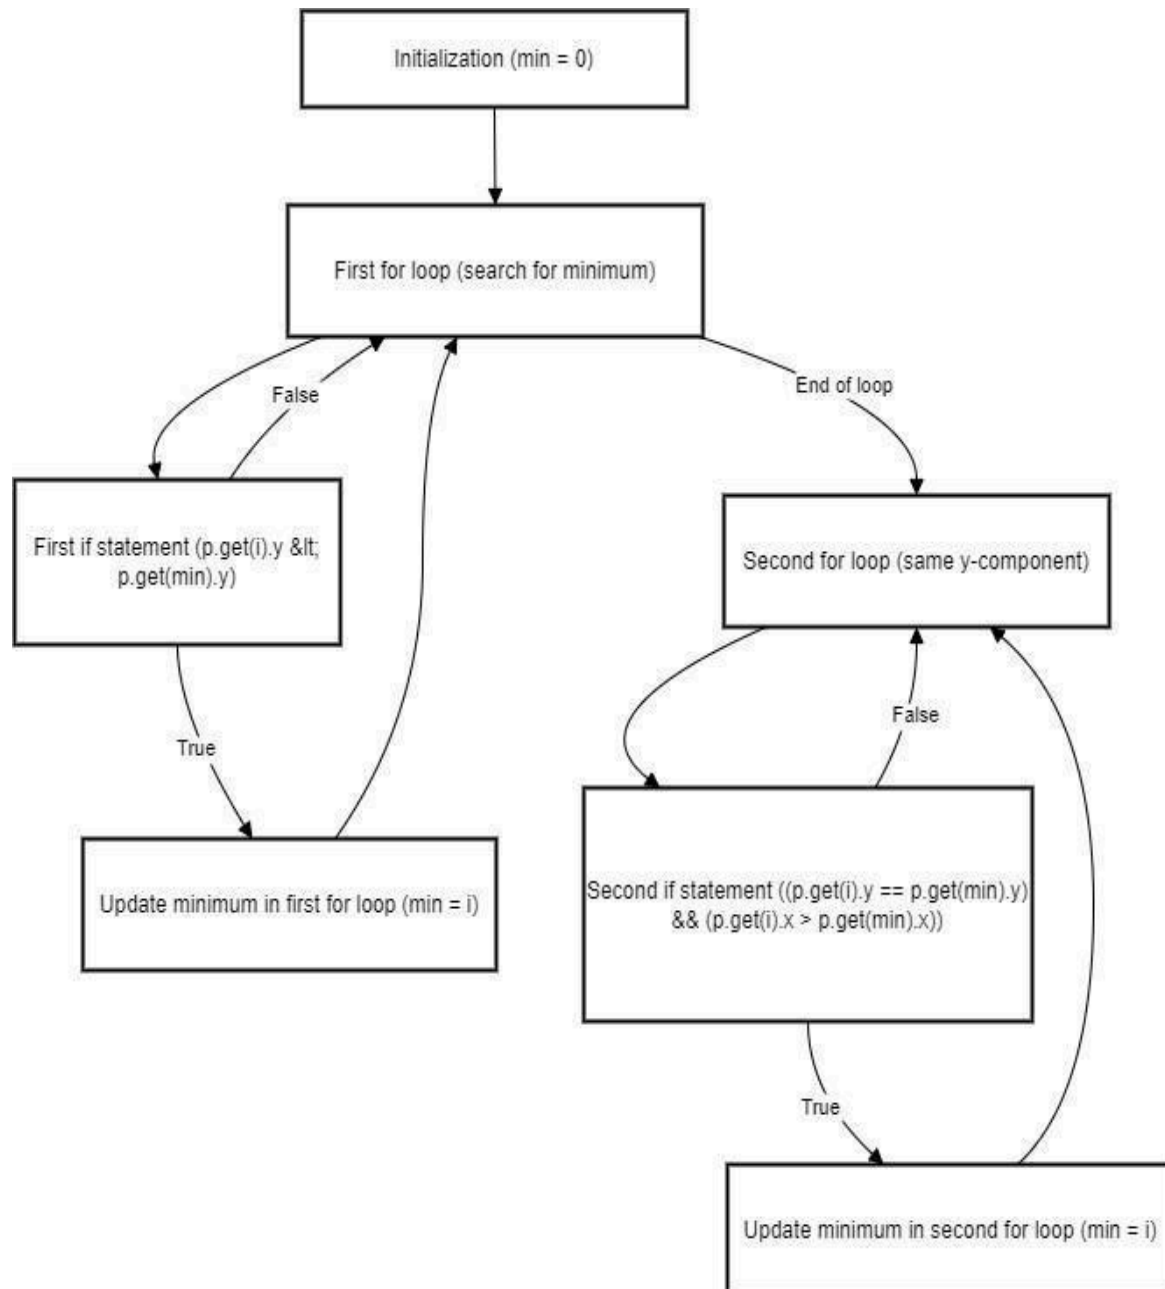 Initialization (min = 0)
First for loop (search for minimum)
False
End of loop
First if statement (p.get(i).y &lt;
p.get(min).y)
Second for loop (same y-component)
True
False
Update minimum in first for loop (min = i)
Second if statement ((p.get(i).y == p.get(min).y)
&& (p.get(i).x > p.get(min).x))
True
Update minimum in second for loop (min = i)